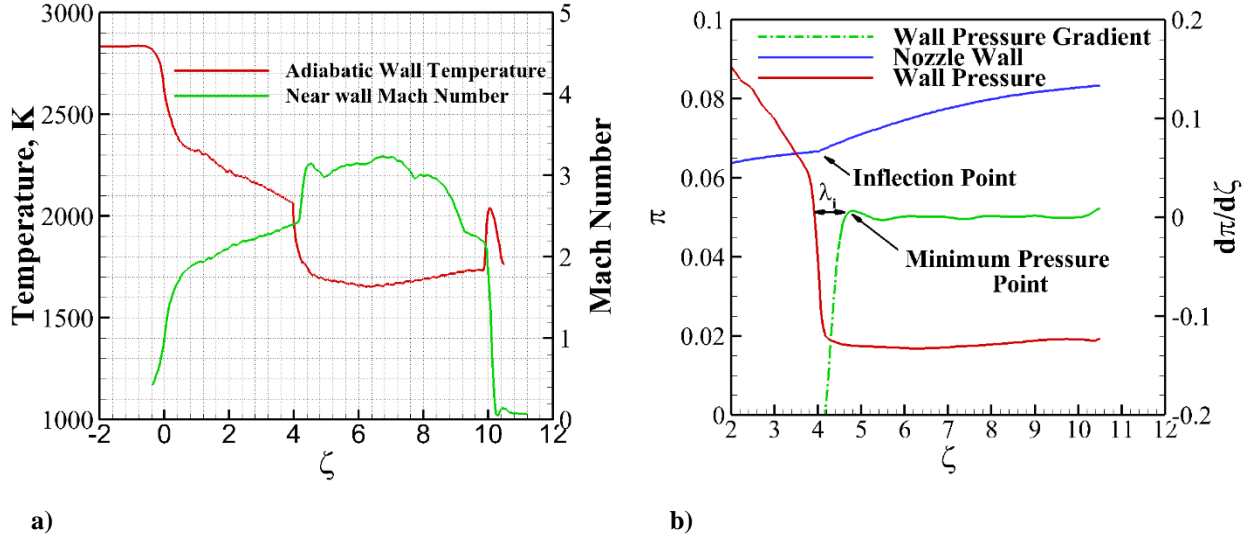 Temperature, K
3000
2500
2000
1500
1000
-2 0 2 4 6 8 10 12
ζ
5
4
3
2
1
0
Mach Number
Adiabatic Wall Temperature
Near wall Mach Number
a)
π
0.1
0.08
0.06
0.04
0.02
0
2 3 4 5 6 7 8 9 10 11 12
ζ
0.2
0.1
0
-0.1
-0.2
dπ/dζ
Wall Pressure Gradient
Nozzle Wall
Wall Pressure
Inflection Point
λi
Minimum Pressure
Point
b)